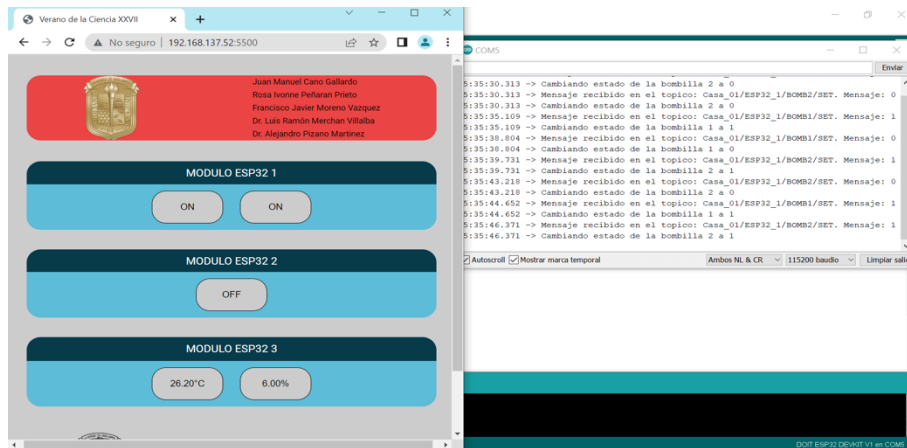 Verano de la Ciencia XXVII
No seguro | 192.168.137.52:5500
Juan Manuel Cano Gallardo
Rosa Ivonne Peñaran Prieto
Francisco Javier Moreno Vazquez
Dr. Luis Ramón Merchan Villalba
Dr. Alejandro Pizano Martinez
MODULO ESP32 1
ON ON
MODULO ESP32 2
OFF
MODULO ESP32 3
26.20°C 6.00%
COM5
Enviar
5:35:30.313 -> Cambiando estado de la bombilla 2 a 0
5:35:30.313 -> Mensaje recibido en el topico: Casa_01/ESP32_1/BOMB2/SET. Mensaje: 0
5:35:30.313 -> Cambiando estado de la bombilla 2 a 0
5:35:35.109 -> Mensaje recibido en el topico: Casa_01/ESP32_1/BOMB1/SET. Mensaje: 1
5:35:35.109 -> Cambiando estado de la bombilla 1 a 1
5:35:38.804 -> Mensaje recibido en el topico: Casa_01/ESP32_1/BOMB1/SET. Mensaje: 0
5:35:38.804 -> Cambiando estado de la bombilla 1 a 0
5:35:39.731 -> Mensaje recibido en el topico: Casa_01/ESP32_1/BOMB2/SET. Mensaje: 1
5:35:39.731 -> Cambiando estado de la bombilla 2 a 1
5:35:43.218 -> Mensaje recibido en el topico: Casa_01/ESP32_1/BOMB2/SET. Mensaje: 0
5:35:43.218 -> Cambiando estado de la bombilla 2 a 0
5:35:44.652 -> Mensaje recibido en el topico: Casa_01/ESP32_1/BOMB1/SET. Mensaje: 1
5:35:44.652 -> Cambiando estado de la bombilla 1 a 1
5:35:46.371 -> Mensaje recibido en el topico: Casa_01/ESP32_1/BOMB2/SET. Mensaje: 1
5:35:46.371 -> Cambiando estado de la bombilla 2 a 1
Autoscroll Mostrar marca temporal Ambos NL & CR 115200 baudio Limpiar sali
DOIT ESP32 DEVKIT V1 en COM5